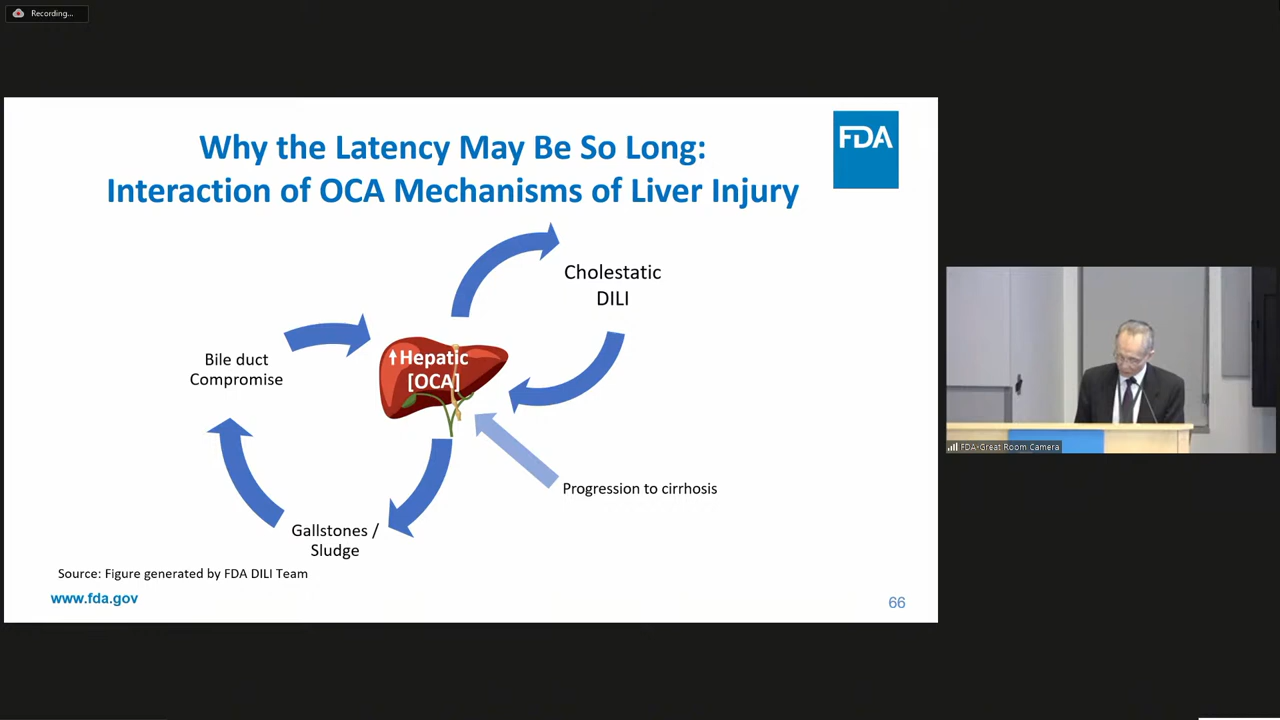 Recording...
Why the Latency May Be So Long:
Interaction of OCA Mechanisms of Liver Injury
FDA
Cholestatic
DILI
Bile duct
Compromise
↑Hepatic
[OCA]
Progression to cirrhosis
Gallstones /
Sludge
Source: Figure generated by FDA DILI Team
www.fda.gov
66
FDA-Great Room Camera